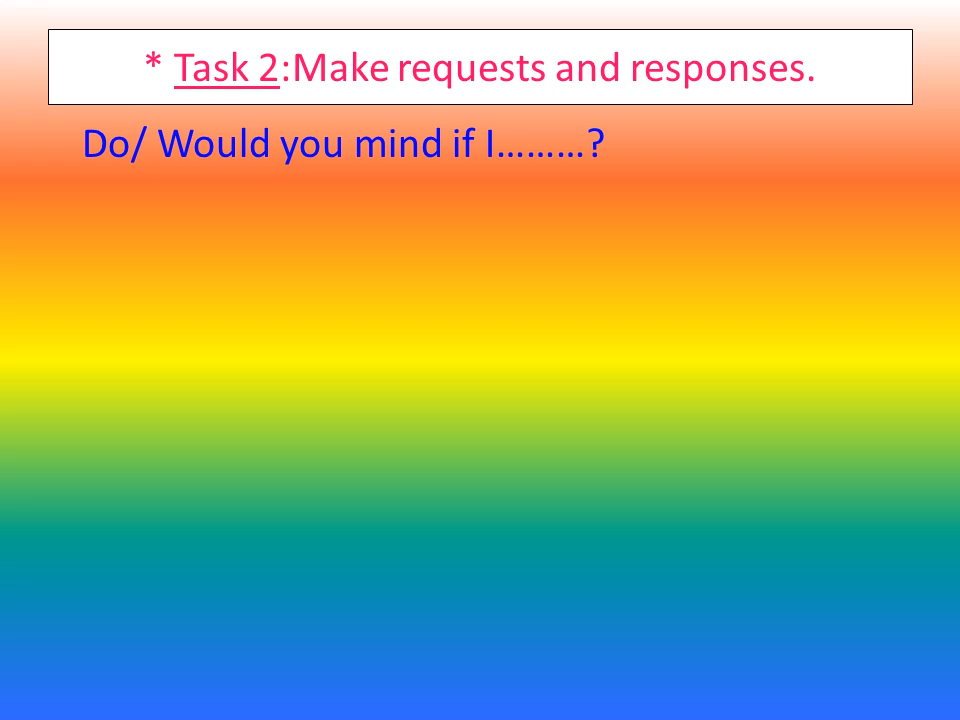 * Task 2:Make requests and responses.
Do/ Would you mind if I………?